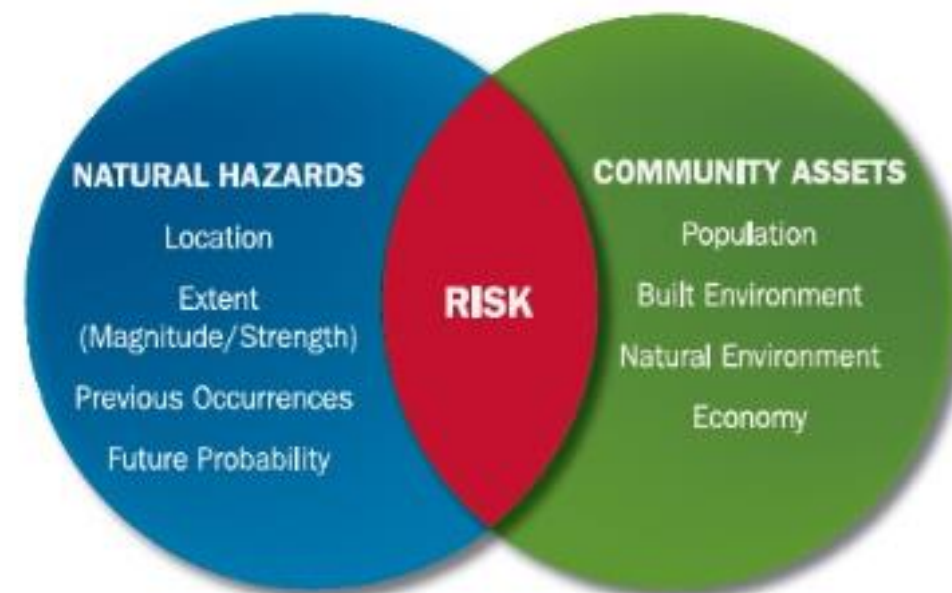 NATURAL HAZARDS
Location
Extent
(Magnitude/Strength)
Previous Occurrences
Future Probability
RISK
COMMUNITY ASSETS
Population
Built Environment
Natural Environment
Economy